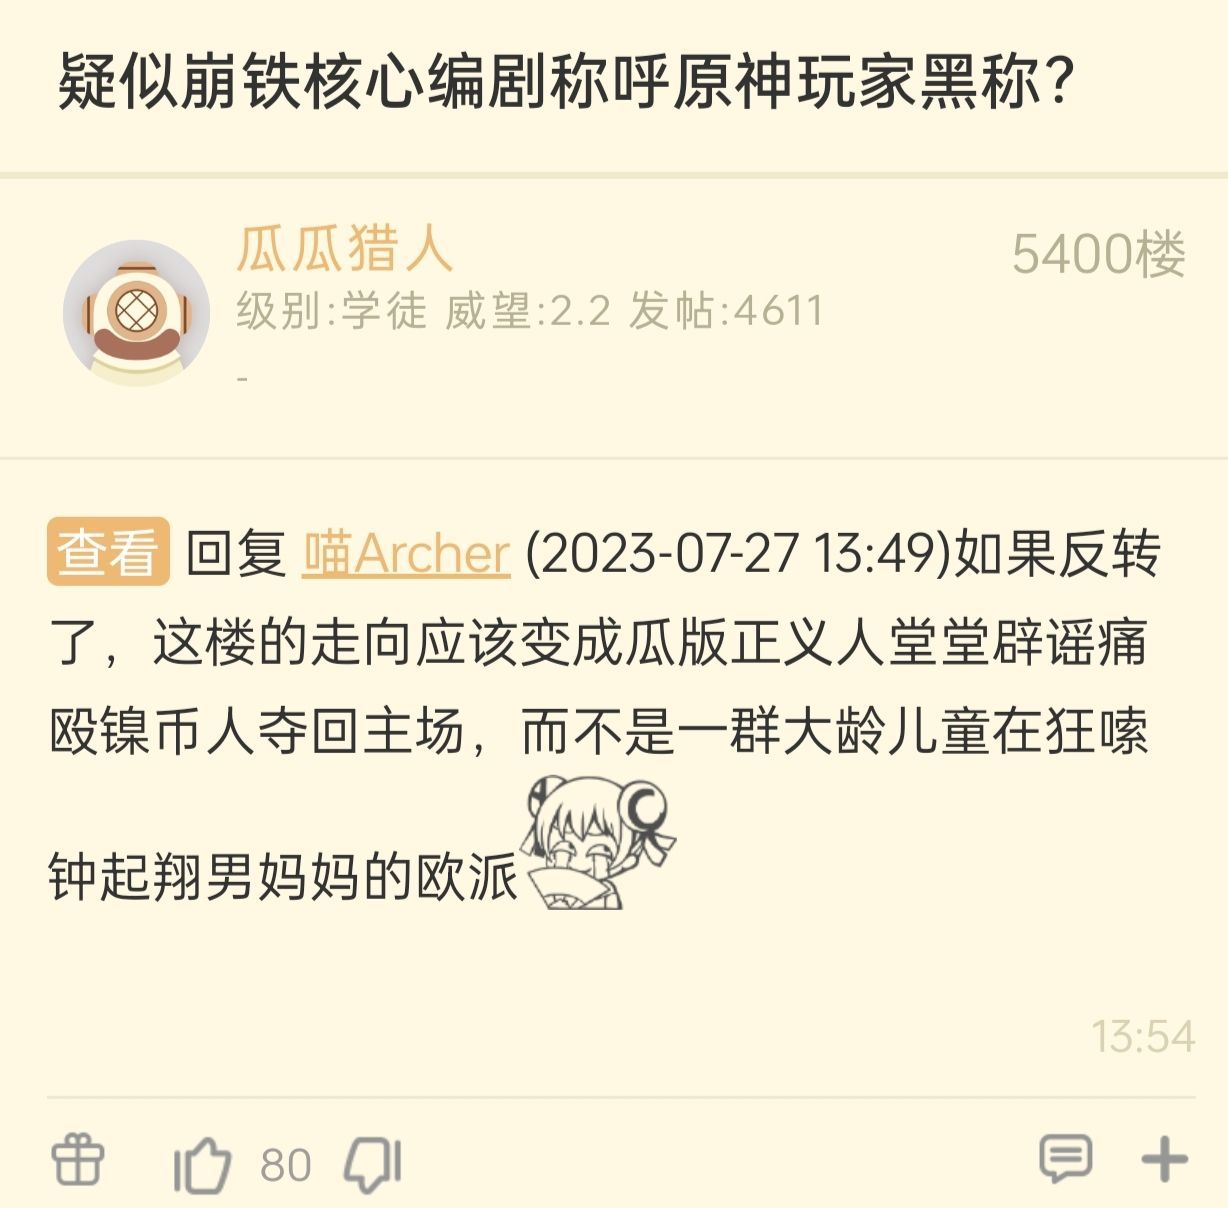 疑似崩铁核心编剧称呼原神玩家黑称？
瓜瓜猎人
5400楼
级别:学徒 威望:2.2 发帖:4611
-
查看 回复 喵Archer (2023-07-27 13:49)如果反转
了，这楼的走向应该变成瓜版正义人堂堂辟谣痛
殴镍币人夺回主场，而不是一群大龄儿童在狂嗦
钟起翔男妈妈的欧派
13:54
80